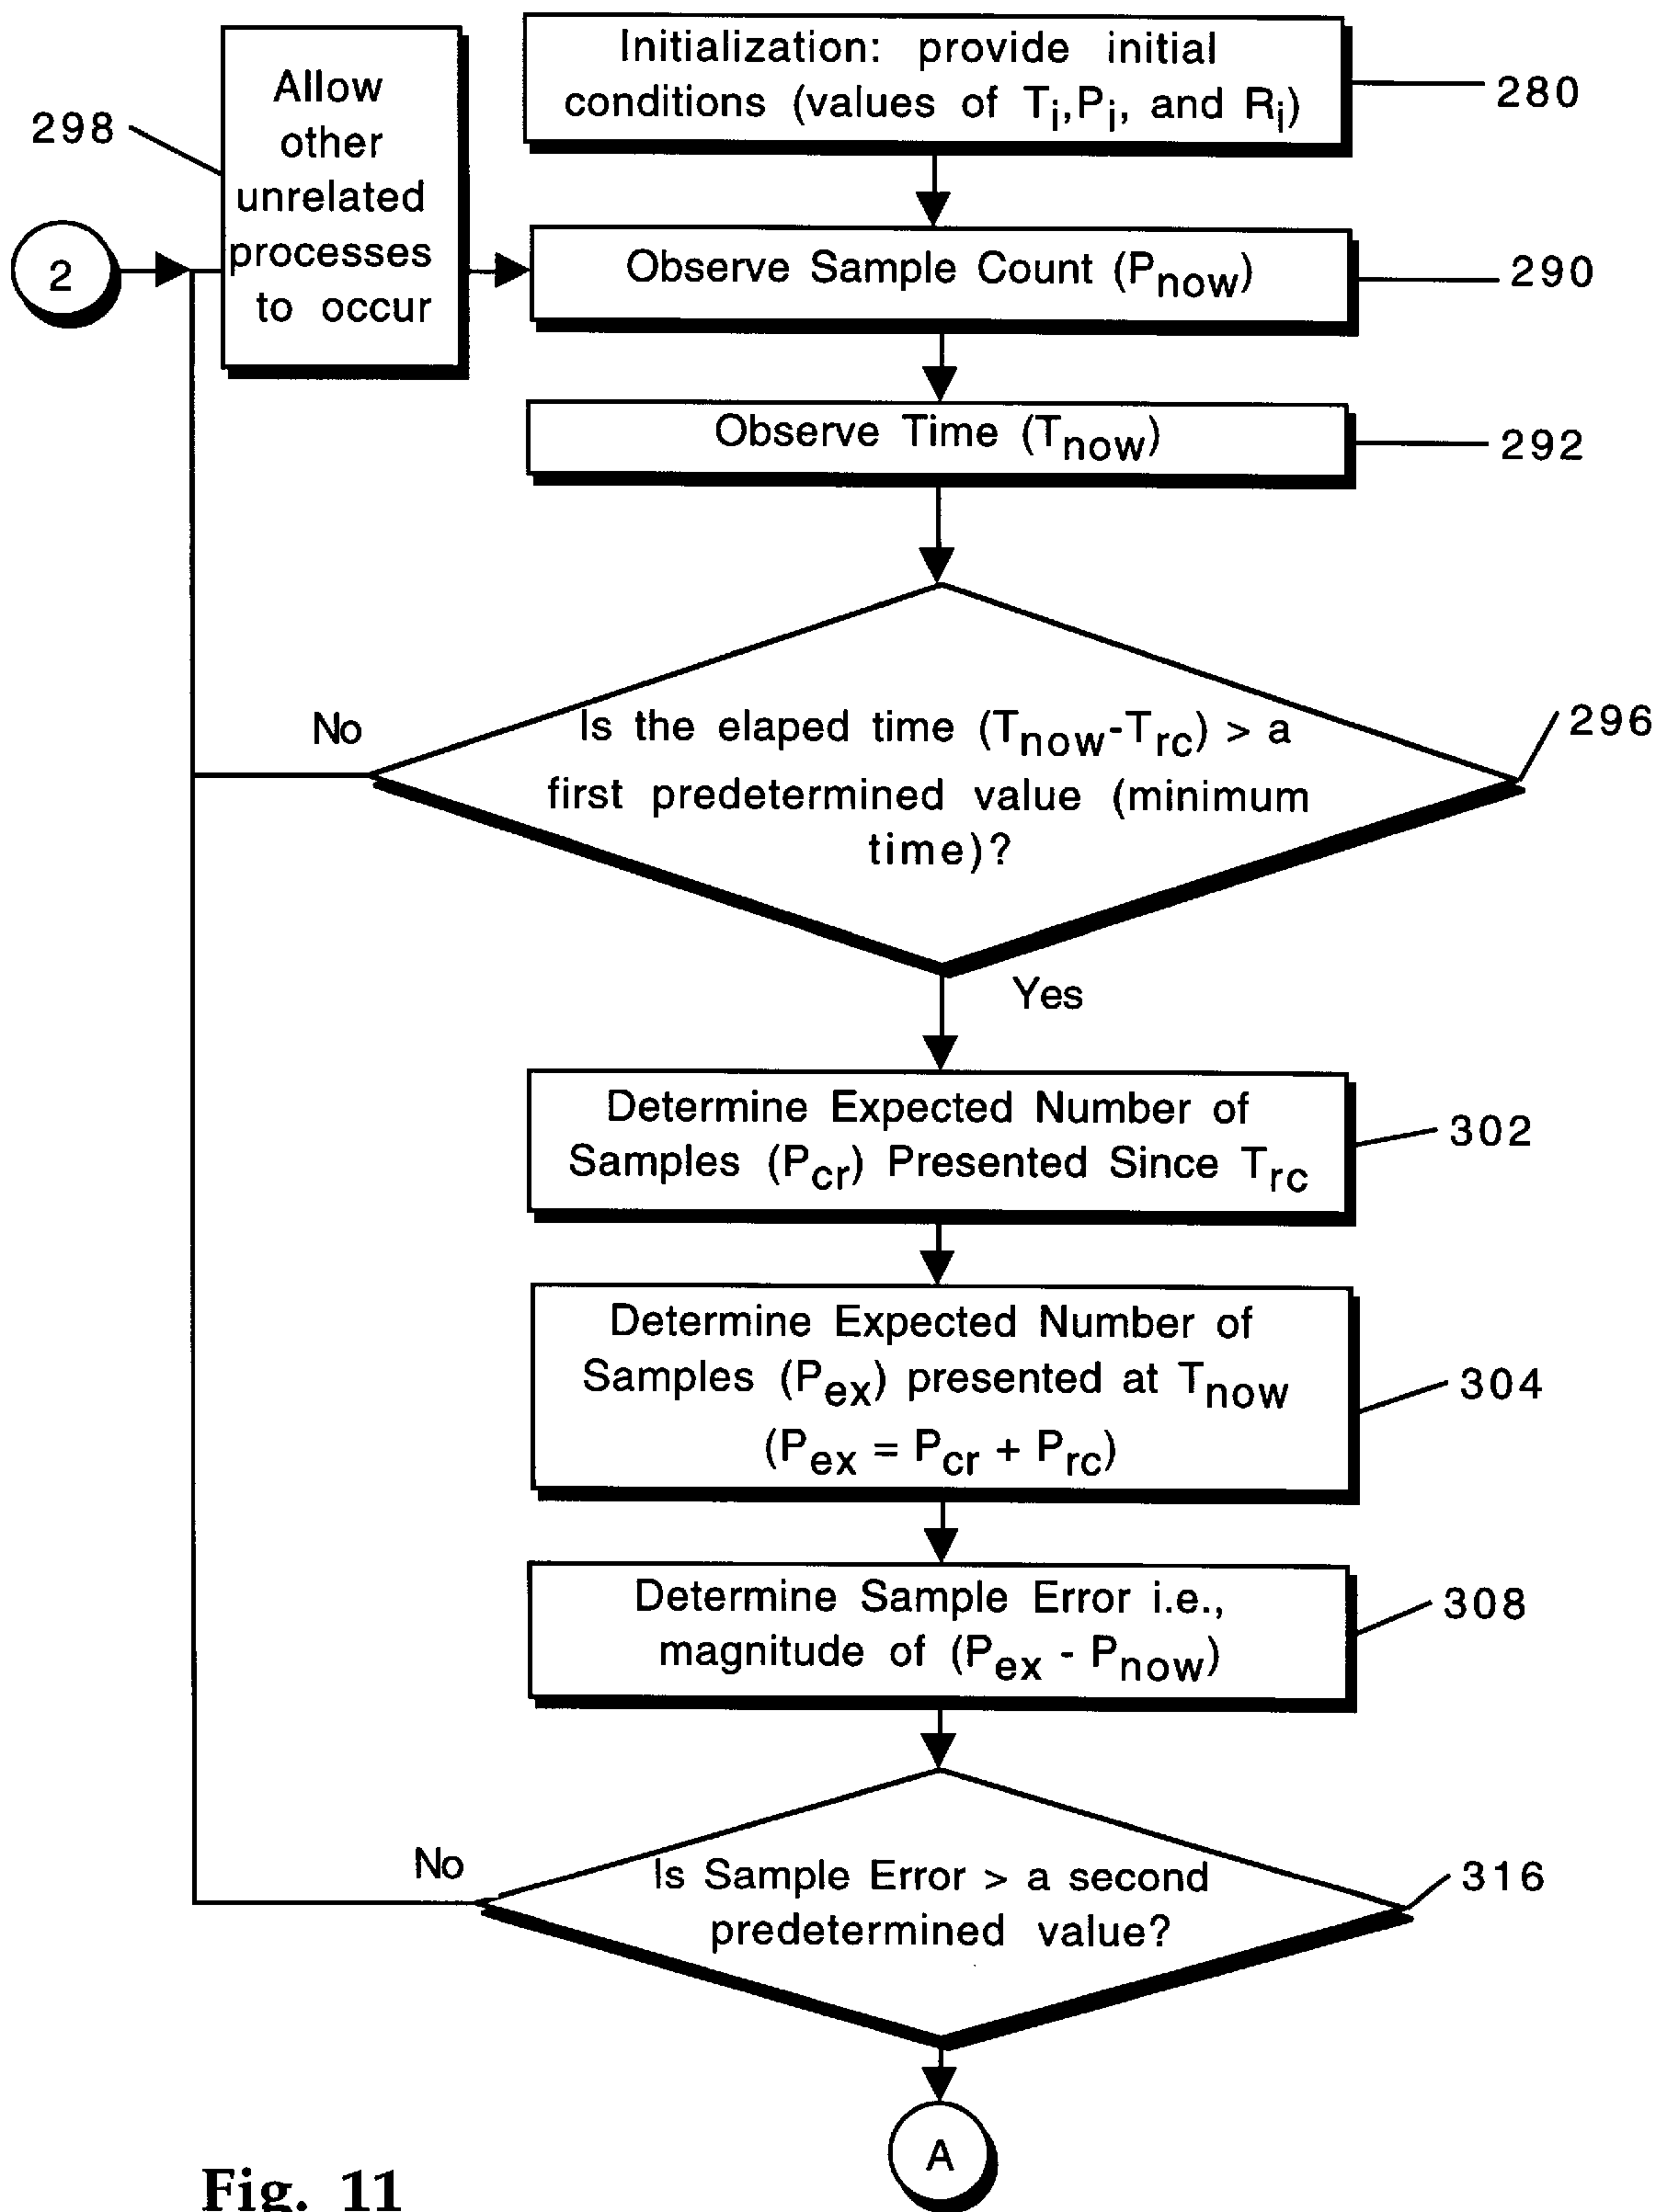 Initialization: provide initial
conditions (values of Ti,Pi, and Ri)
280
Allow
other
unrelated
processes
to occur
298
2
Observe Sample Count (Pnow)
290
Observe Time (Tnow)
292
Is the elaped time (Tnow-Trc) > a
first predetermined value (minimum
time)?
296
No
Yes
Determine Expected Number of
Samples (Pcr) Presented Since Trc
302
Determine Expected Number of
Samples (Pex) presented at Tnow
(Pex = Pcr + Prc)
304
Determine Sample Error i.e.,
magnitude of (Pex - Pnow)
308
Is Sample Error > a second
predetermined value?
316
No
A
Fig. 11